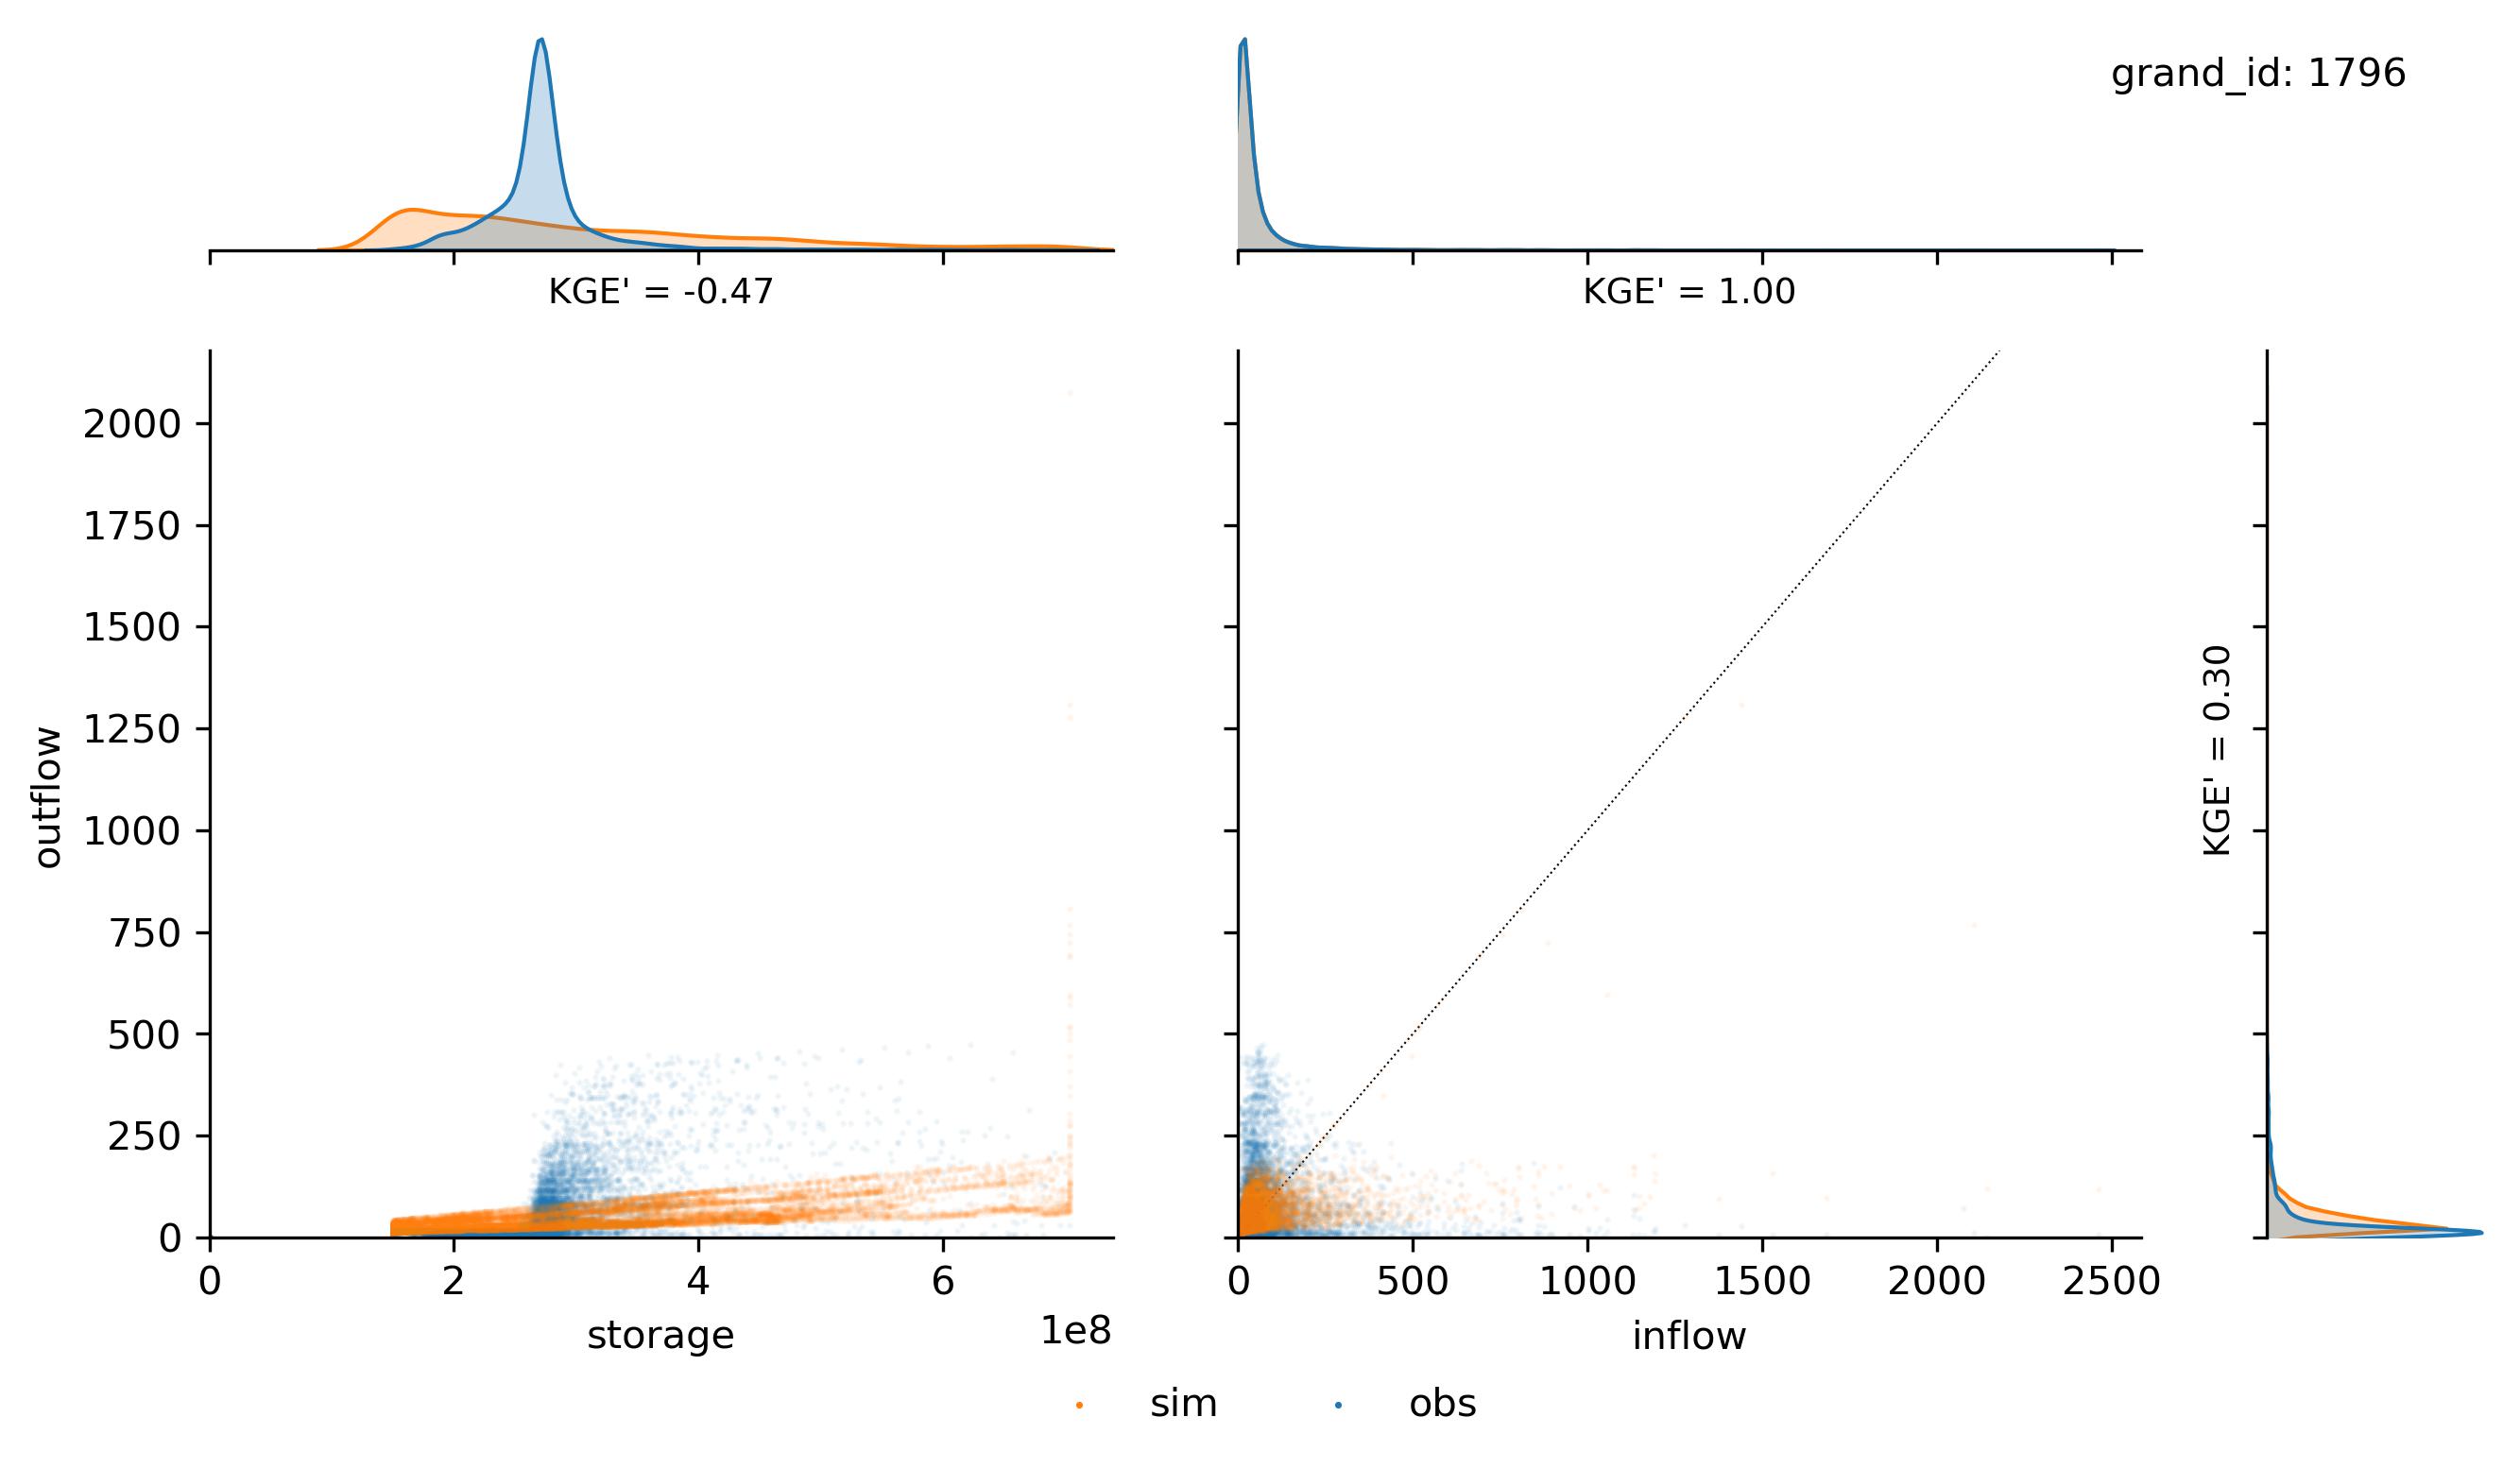 grand_id: 1796
KGE' = -0.47
KGE' = 1.00
2000
1750
1500
1250
1000
750
500
250
0
outflow
KGE' = 0.30
0 2 4 6
0 500 1000 1500 2000 2500
1e8
storage
inflow
sim obs